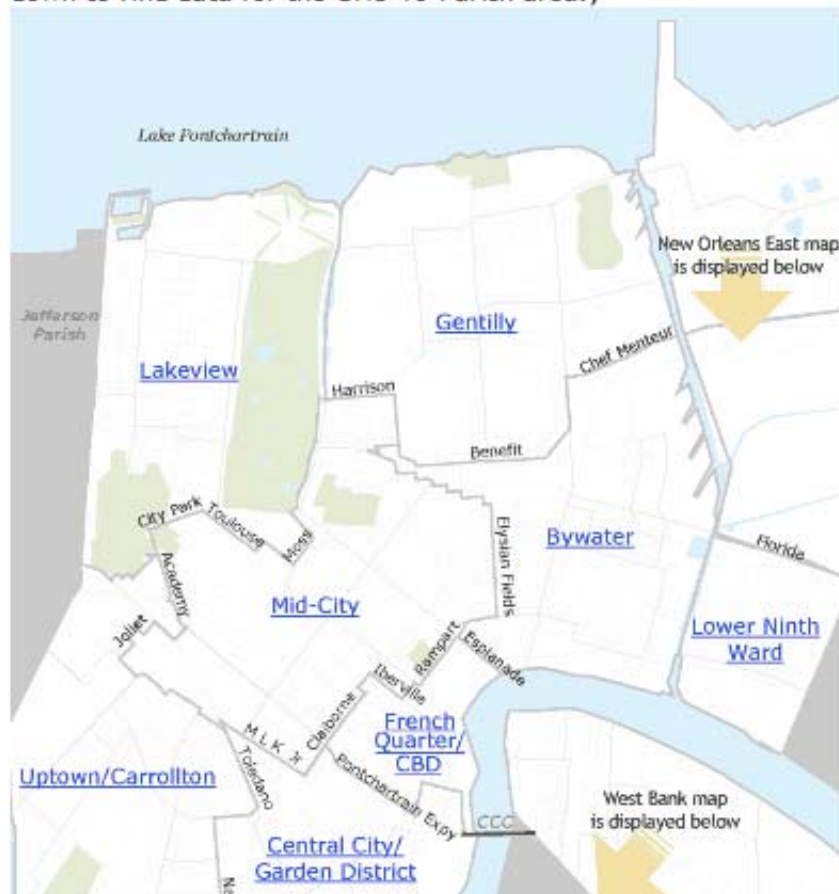 Lake Pontchartrain
New Orleans East map
is displayed below
Jefferson
Parish
Gentilly
Chef Menteur
Lakeview
Harrison
Benefit
City Park
Toulouse
Moss
Elysian Fields
Bywater
Florida
Academy
Mid-City
Joliet
Lower Ninth
Ward
Rampart
Esplanade
Iberville
Claiborne
French
Quarter/
CBD
M L K Jr
Uptown/Carrollton
Toledano
Pontchartrain Expy
West Bank map
is displayed below
CCC
Central City/
Garden District